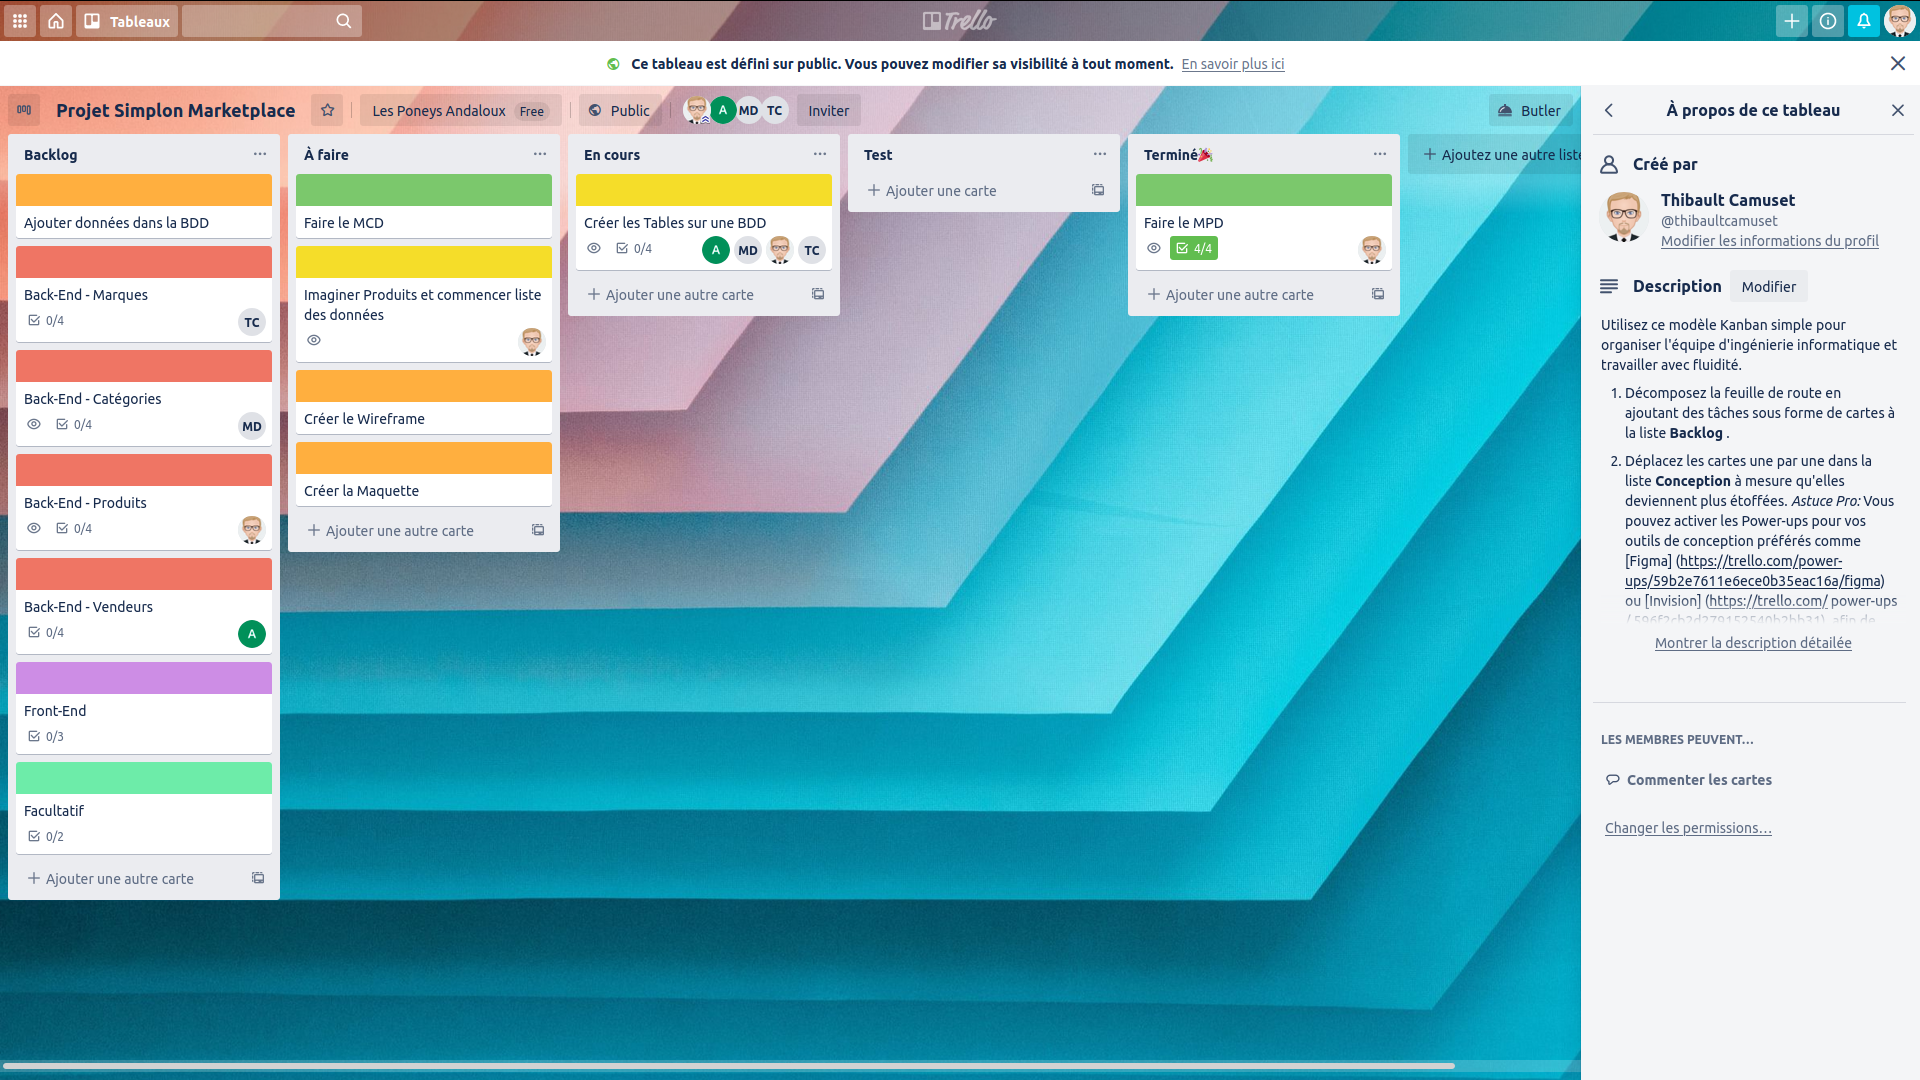 Tableaux
Trello
Ce tableau est défini sur public. Vous pouvez modifier sa visibilité à tout moment. En savoir plus ici
Projet Simplon Marketplace
Les Poneys Andaloux Free
Public
A MD TC
Inviter
Butler
Backlog
Ajouter données dans la BDD
Back-End - Marques
0/4
TC
Back-End - Catégories
0/4
MD
Back-End - Produits
0/4
Back-End - Vendeurs
0/4
A
Front-End
0/3
Facultatif
0/2
Ajouter une autre carte
À faire
Faire le MCD
Imaginer Produits et commencer liste
des données
Créer le Wireframe
Créer la Maquette
Ajouter une autre carte
En cours
Créer les Tables sur une BDD
0/4
A MD TC
Ajouter une autre carte
Test
Ajouter une carte
Terminé🎉
Faire le MPD
4/4
Ajouter une autre carte
Ajoutez une autre liste
À propos de ce tableau
Créé par
Thibault Camuset
@thibaultcamuset
Modifier les informations du profil
Description Modifier
Utilisez ce modèle Kanban simple pour
organiser l'équipe d'ingénierie informatique et
travailler avec fluidité.
1. Décomposez la feuille de route en
ajoutant des tâches sous forme de cartes à
la liste Backlog .
2. Déplacez les cartes une par une dans la
liste Conception à mesure qu'elles
deviennent plus étoffées. Astuce Pro: Vous
pouvez activer les Power-ups pour vos
outils de conception préférés comme
[Figma] (https://trello.com/power-
ups/59b2e7611e6ece0b35eac16a/figma)
ou [Invision] (https://trello.com/ power-ups
afin de
Montrer la description détaillée
LES MEMBRES PEUVENT…
Commenter les cartes
Changer les permissions…